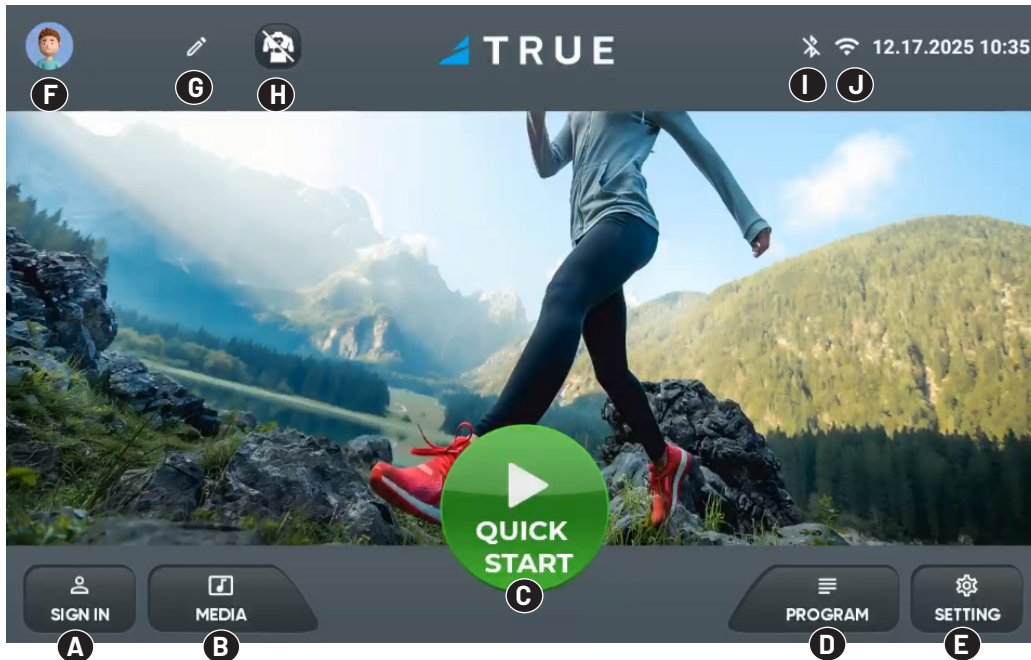 TRUE
12.17.2025 10:35
F
G
H
I
J
QUICK
START
C
SIGN IN
MEDIA
PROGRAM
SETTING
A
B
D
E